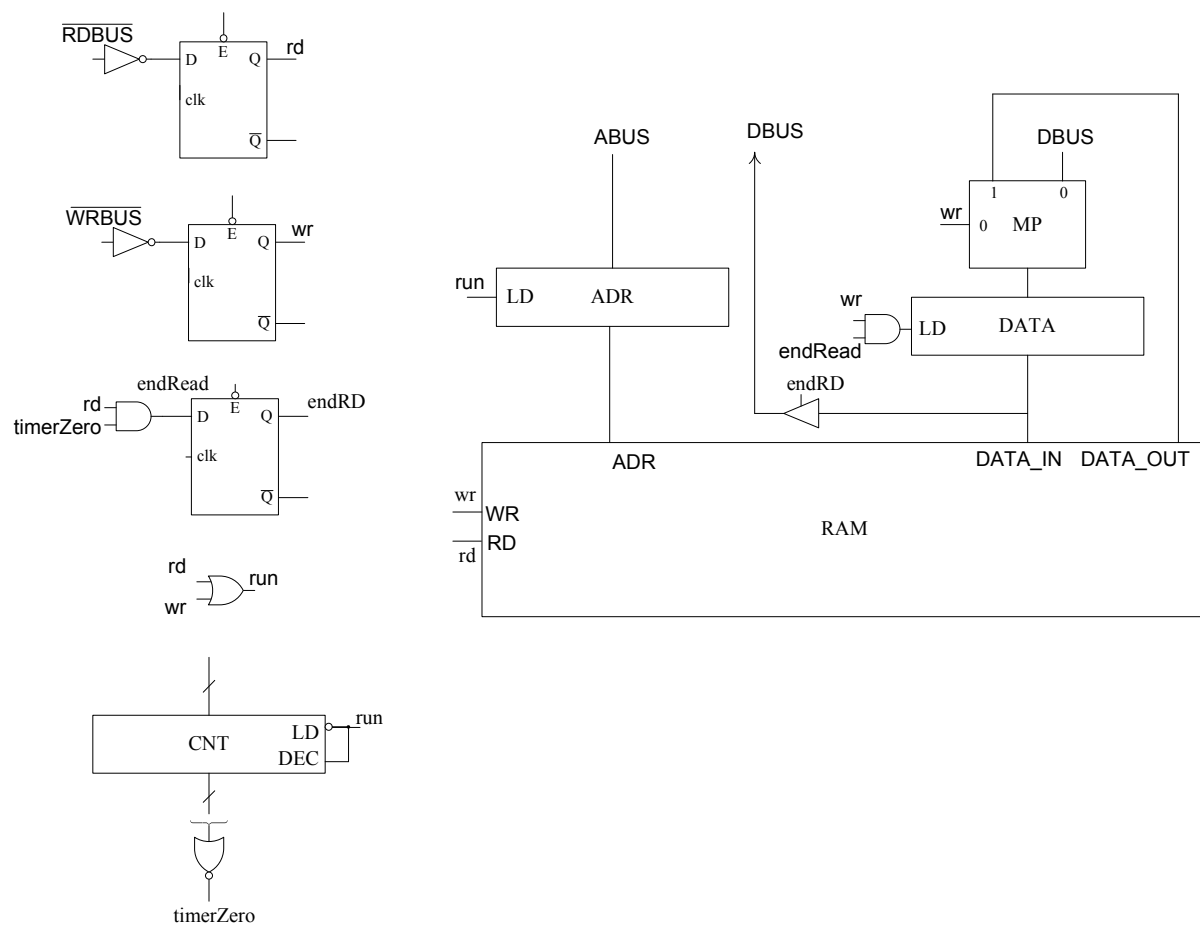 RDBUS
D
E
Q
rd
clk
Q
WRBUS
D
E
Q
wr
clk
Q
endRead
rd
timerZero
D
E
Q
endRD
clk
Q
rd
wr
run
CNT
LD
DEC
run
timerZero
ABUS
DBUS
DBUS
1
0
wr
0
MP
run
LD
ADR
wr
endRead
LD
DATA
endRD
ADR
DATA_IN
DATA_OUT
wr
WR
rd
RD
RAM